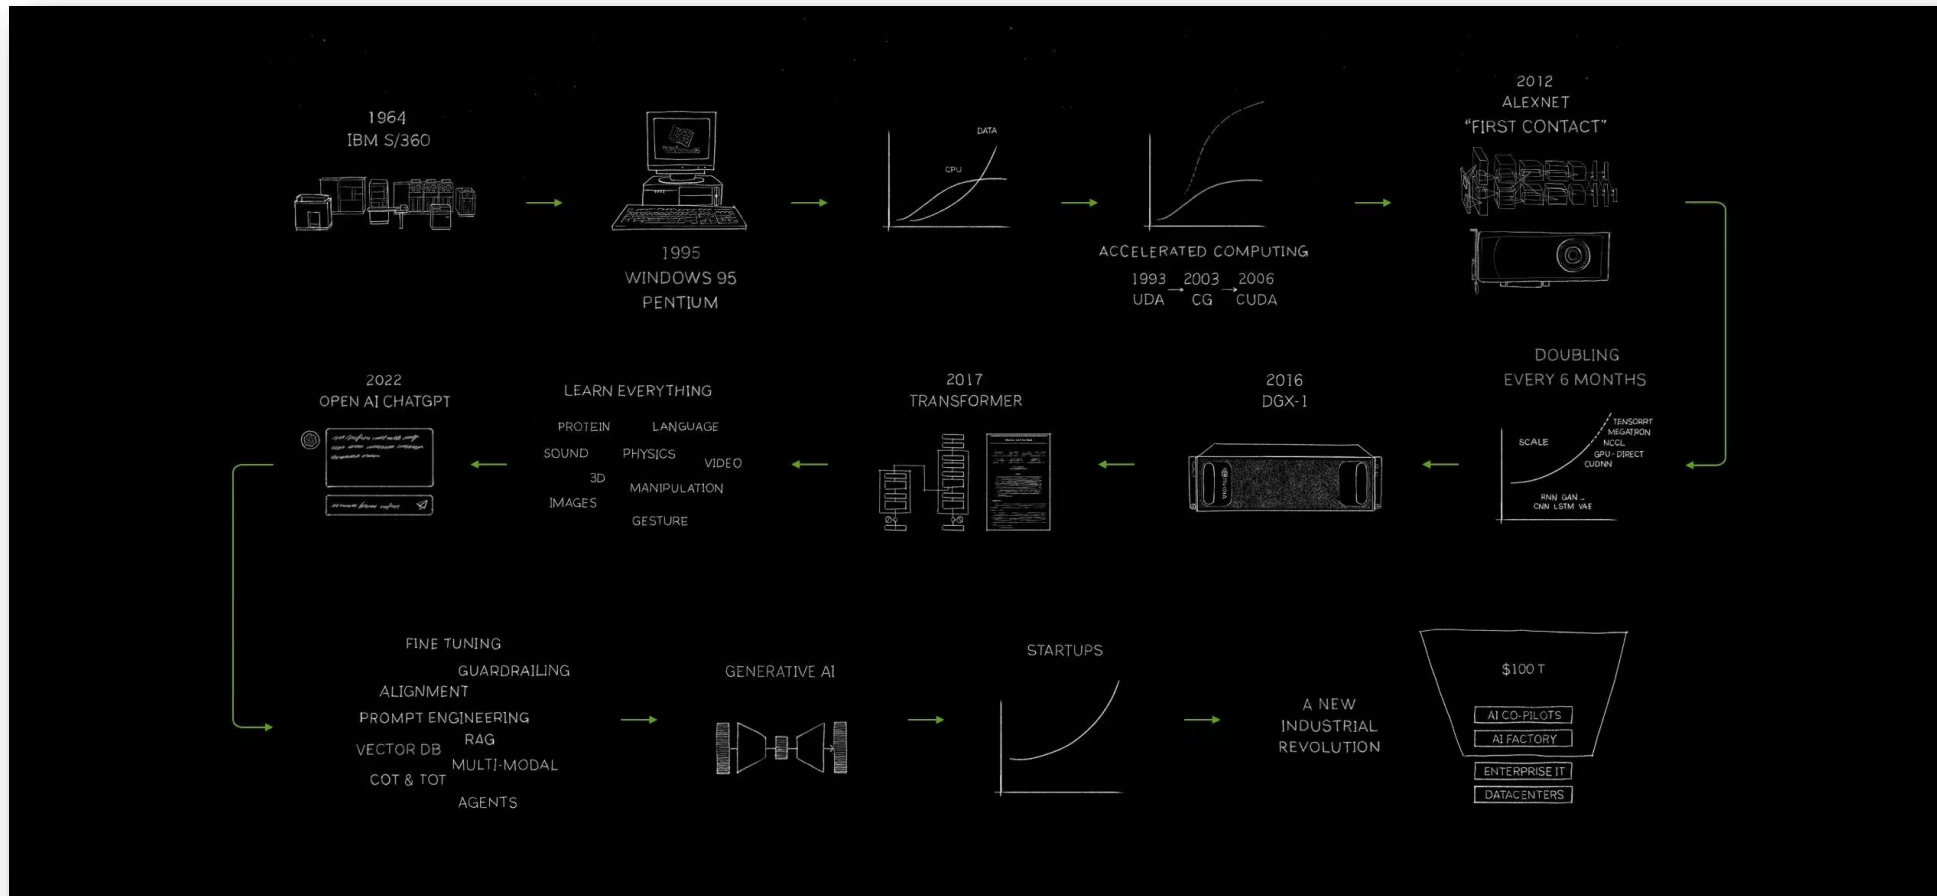 1964
IBM S/360
1995
WINDOWS 95
PENTIUM
DATA
CPU
ACCELERATED COMPUTING
1993 → 2003 → 2006
UDA CG CUDA
2012
ALEXNET
“FIRST CONTACT”
DOUBLING
EVERY 6 MONTHS
SCALE
TENSORRT
MEGATRON
NCCL
GPU-DIRECT
CUDNN
RNN GAN …
CNN LSTM VAE
2016
DGX-1
NVIDIA
2017
TRANSFORMER
LEARN EVERYTHING
PROTEIN LANGUAGE
SOUND PHYSICS VIDEO
3D MANIPULATION
IMAGES
GESTURE
2022
OPEN AI CHATGPT
FINE TUNING
GUARDRAILING
ALIGNMENT
PROMPT ENGINEERING
RAG
VECTOR DB
MULTI-MODAL
COT & TOT
AGENTS
GENERATIVE AI
STARTUPS
A NEW
INDUSTRIAL
REVOLUTION
$100 T
AI CO-PILOTS
AI FACTORY
ENTERPRISE IT
DATACENTERS